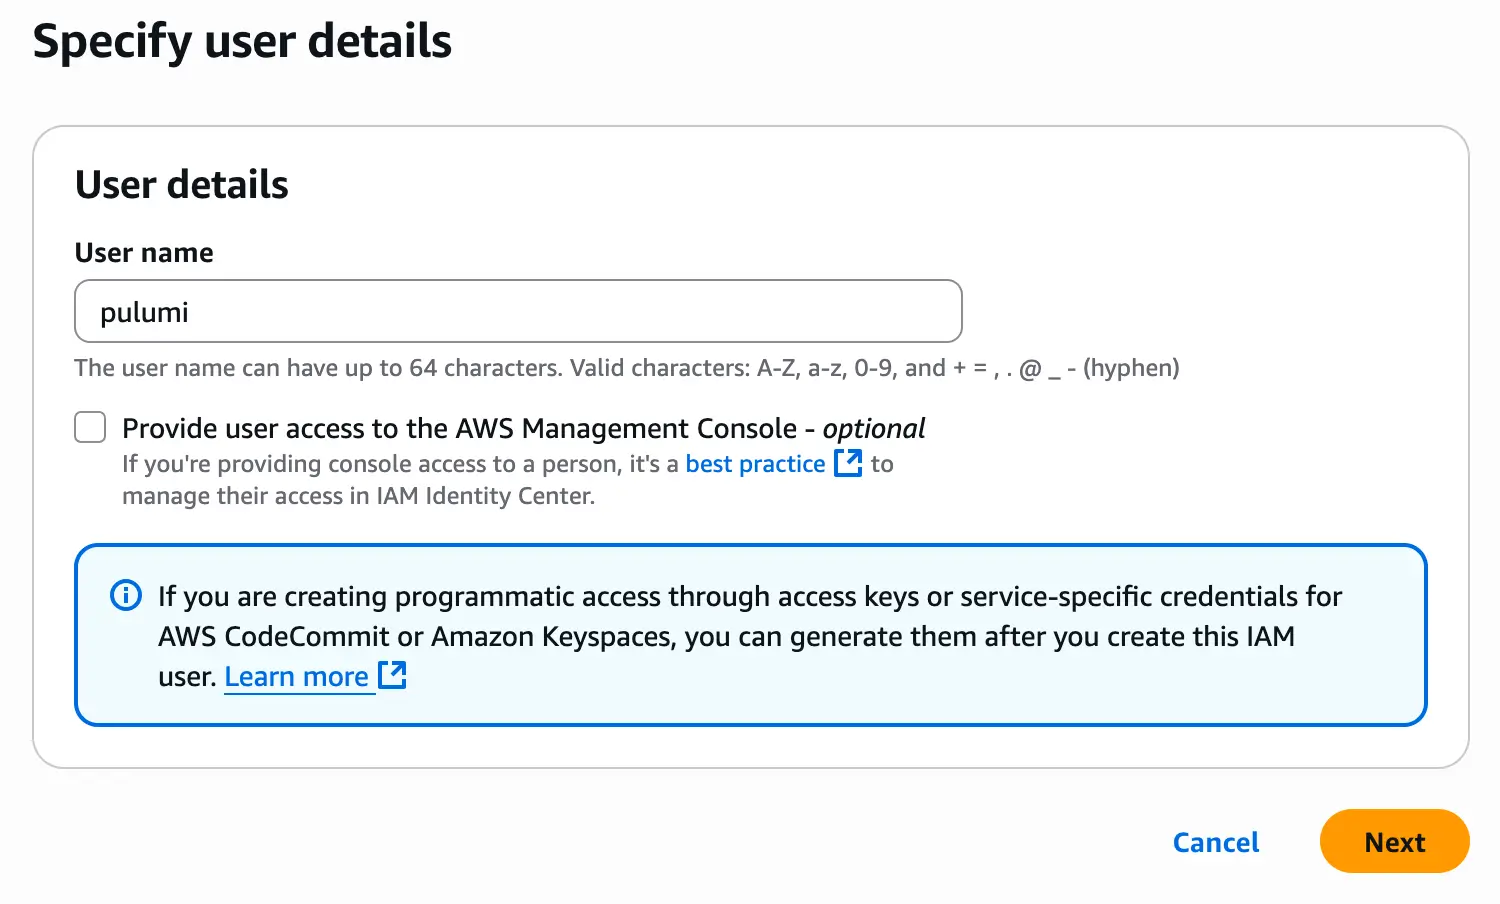 Specify user details
User details
User name
pulumi
The user name can have up to 64 characters. Valid characters: A-Z, a-z, 0-9, and + = , . @ _ - (hyphen)
Provide user access to the AWS Management Console - optional
If you're providing console access to a person, it's a best practice to
manage their access in IAM Identity Center.
If you are creating programmatic access through access keys or service-specific credentials for
AWS CodeCommit or Amazon Keyspaces, you can generate them after you create this IAM
user. Learn more
Cancel
Next